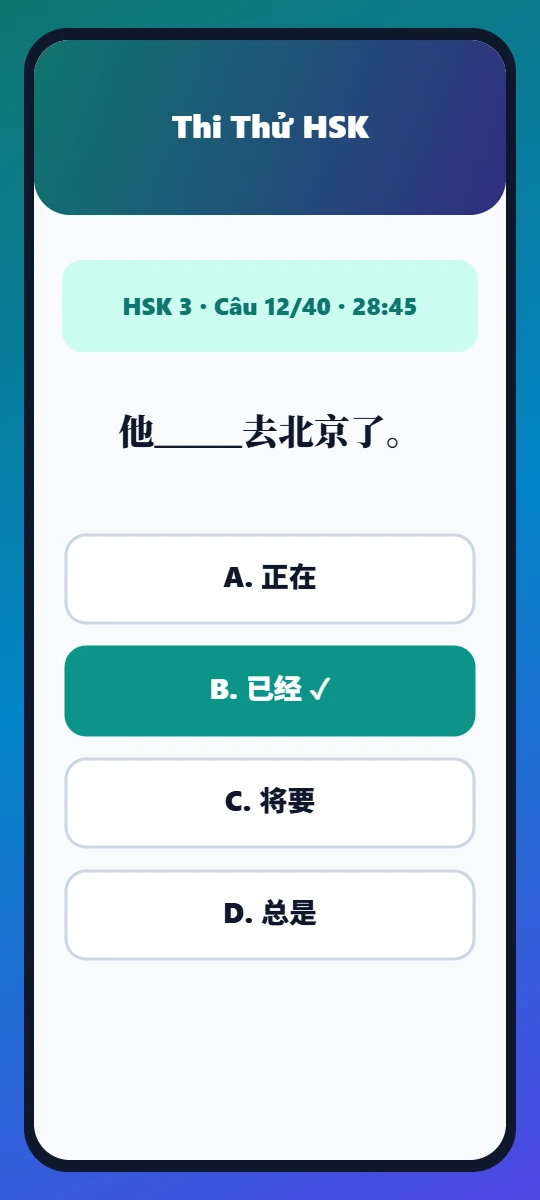 Thi Thử HSK
HSK 3 · Câu 12/40 · 28:45
他_____去北京了。
A. 正在
B. 已经 ✓
C. 将要
D. 总是